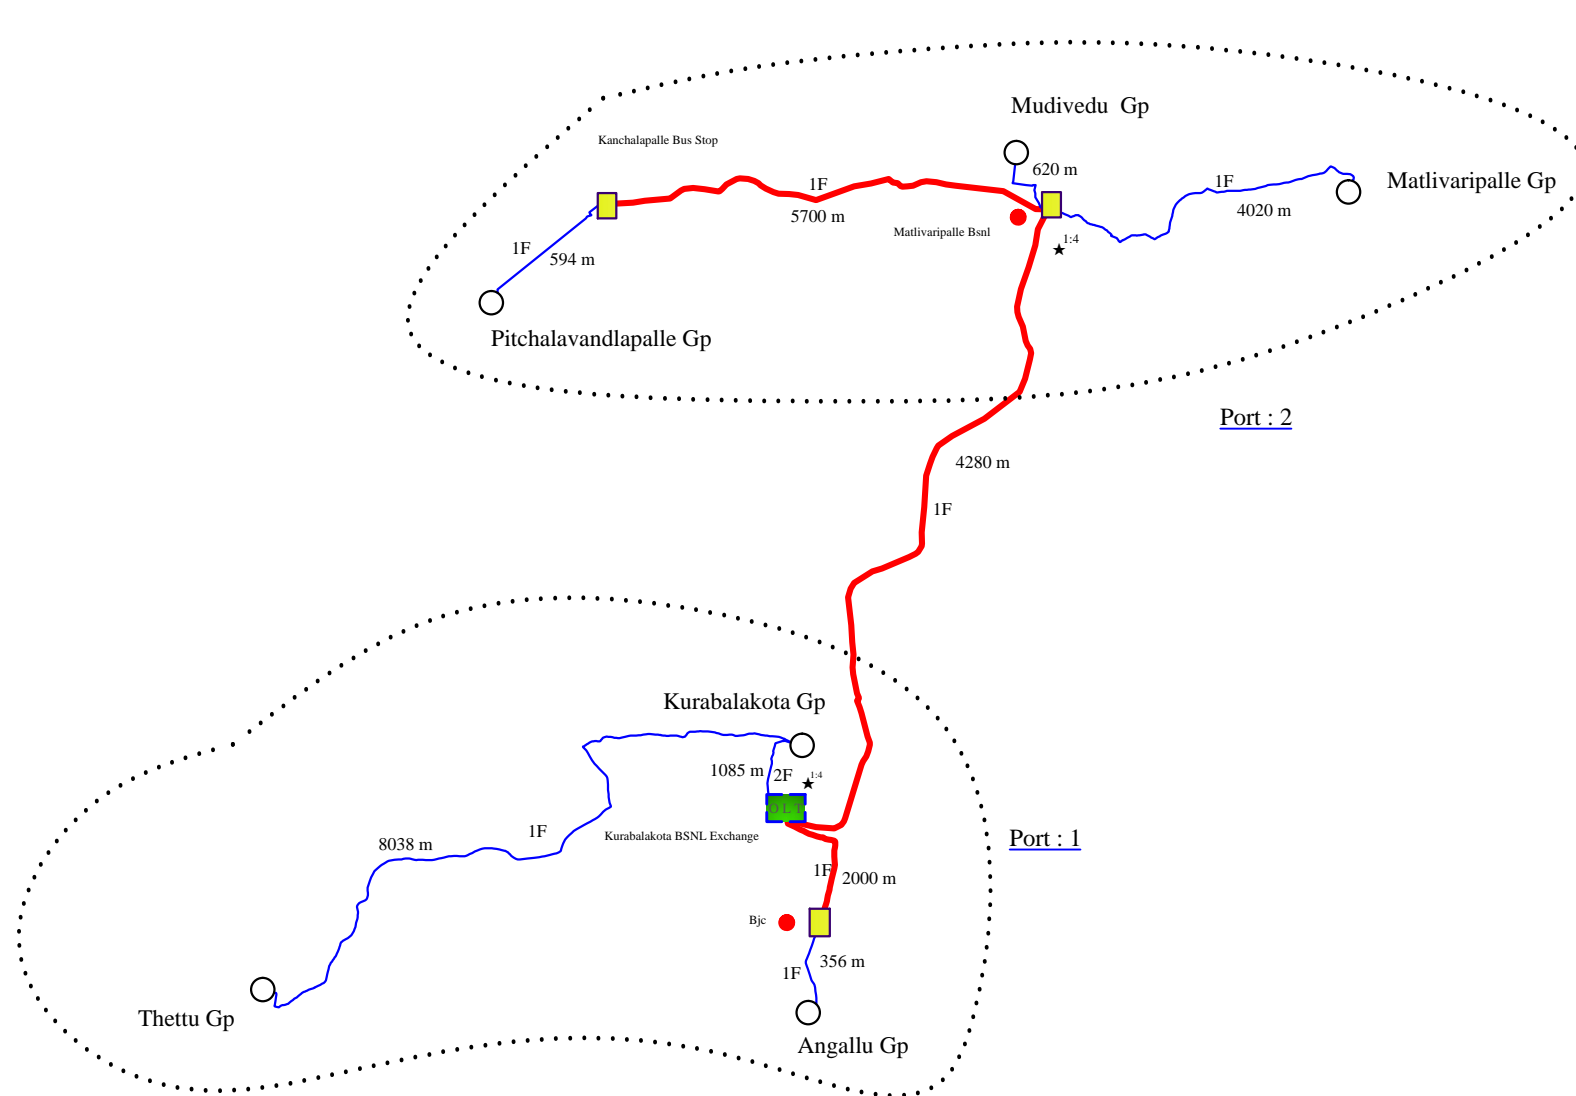 Mudivedu Gp
Kanchalapalle Bus Stop
620 m
1F
1F
Matlivaripalle Gp
5700 m
4020 m
Matlivaripalle Bsnl
1:4
1F
594 m
Pitchalavandlapalle Gp
Port : 2
4280 m
1F
Kurabalakota Gp
1085 m
2F
1:4
OLT
Kurabalakota BSNL Exchange
1F
8038 m
Port : 1
1F
2000 m
Bjc
356 m
1F
Thettu Gp
Angallu Gp